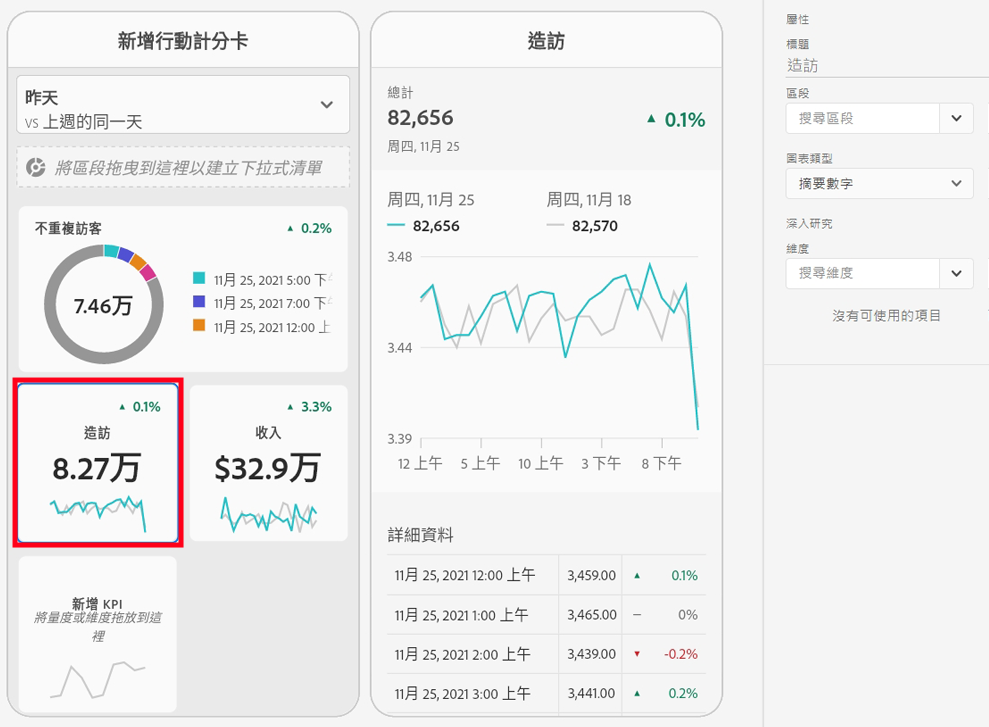 新增行動計分卡
昨天
VS 上週的同一天
將區段拖曳到這裡以建立下拉式清單
不重複訪客
▲ 0.2%
7.46万
11月 25, 2021 5:00 下
11月 25, 2021 7:00 下
11月 25, 2021 12:00 上
▲ 0.1%
造訪
8.27万
▲ 3.3%
收入
$32.9万
新增 KPI
將量度或維度拖放到這
裡
造訪
總計
82,656
▲ 0.1%
周四, 11月 25
周四, 11月 25
周四, 11月 18
82,656
82,570
3.48
3.44
3.39
12 上午 5 上午 10 上午 3 下午 8 下午
詳細資料
11月 25, 2021 12:00 上午 3,459.00 ▲ 0.1%
11月 25, 2021 1:00 上午 3,465.00 — 0%
11月 25, 2021 2:00 上午 3,439.00 ▼ -0.2%
11月 25, 2021 3:00 上午 3,441.00 ▲ 0.2%
屬性
標題
造訪
區段
搜尋區段
圖表類型
摘要數字
深入研究
維度
搜尋維度
沒有可使用的項目